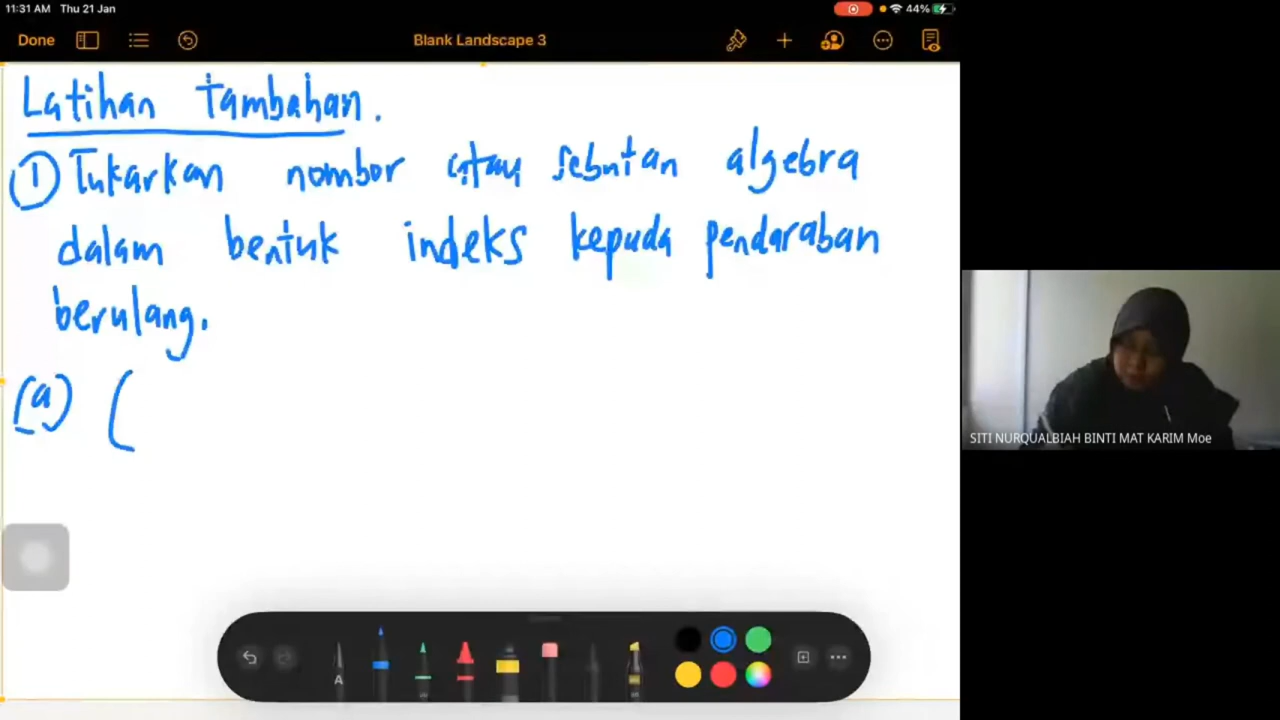 11:31 AM Thu 21 Jan
44%
Done
Blank Landscape 3
Latihan Tambahan.
① Tukarkan nombor atau sebutan algebra
dalam bentuk indeks kepada pendaraban
berulang.
(a) (
SITI NURQUALBIAH BINTI MAT KARIM Moe
A